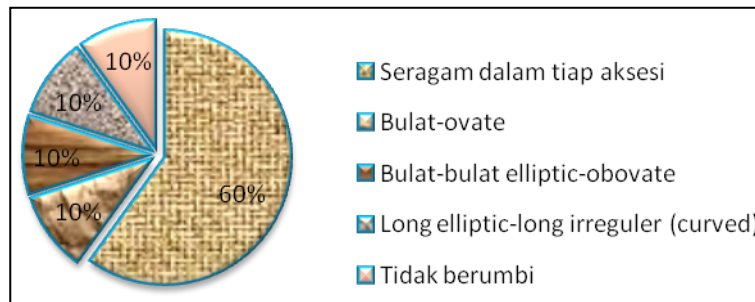 10%
10%
10%
10%
60%
Seragam dalam tiap aksesi
Bulat-ovate
Bulat-bulat elliptic-obovate
Long elliptic-long irreguler (curved)
Tidak berumbi